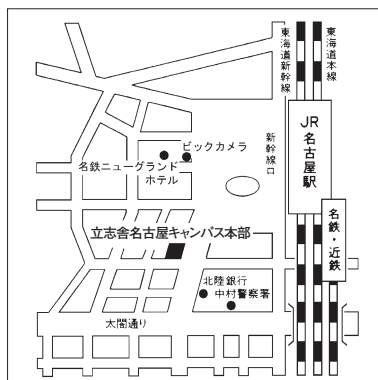 東海道新幹線
東海道本線
JR名古屋駅
新幹線口
ビックカメラ
名鉄ニューグランド
ホテル
名鉄・近鉄
立志舎名古屋キャンパス本部
北陸銀行
中村警察署
太閤通り